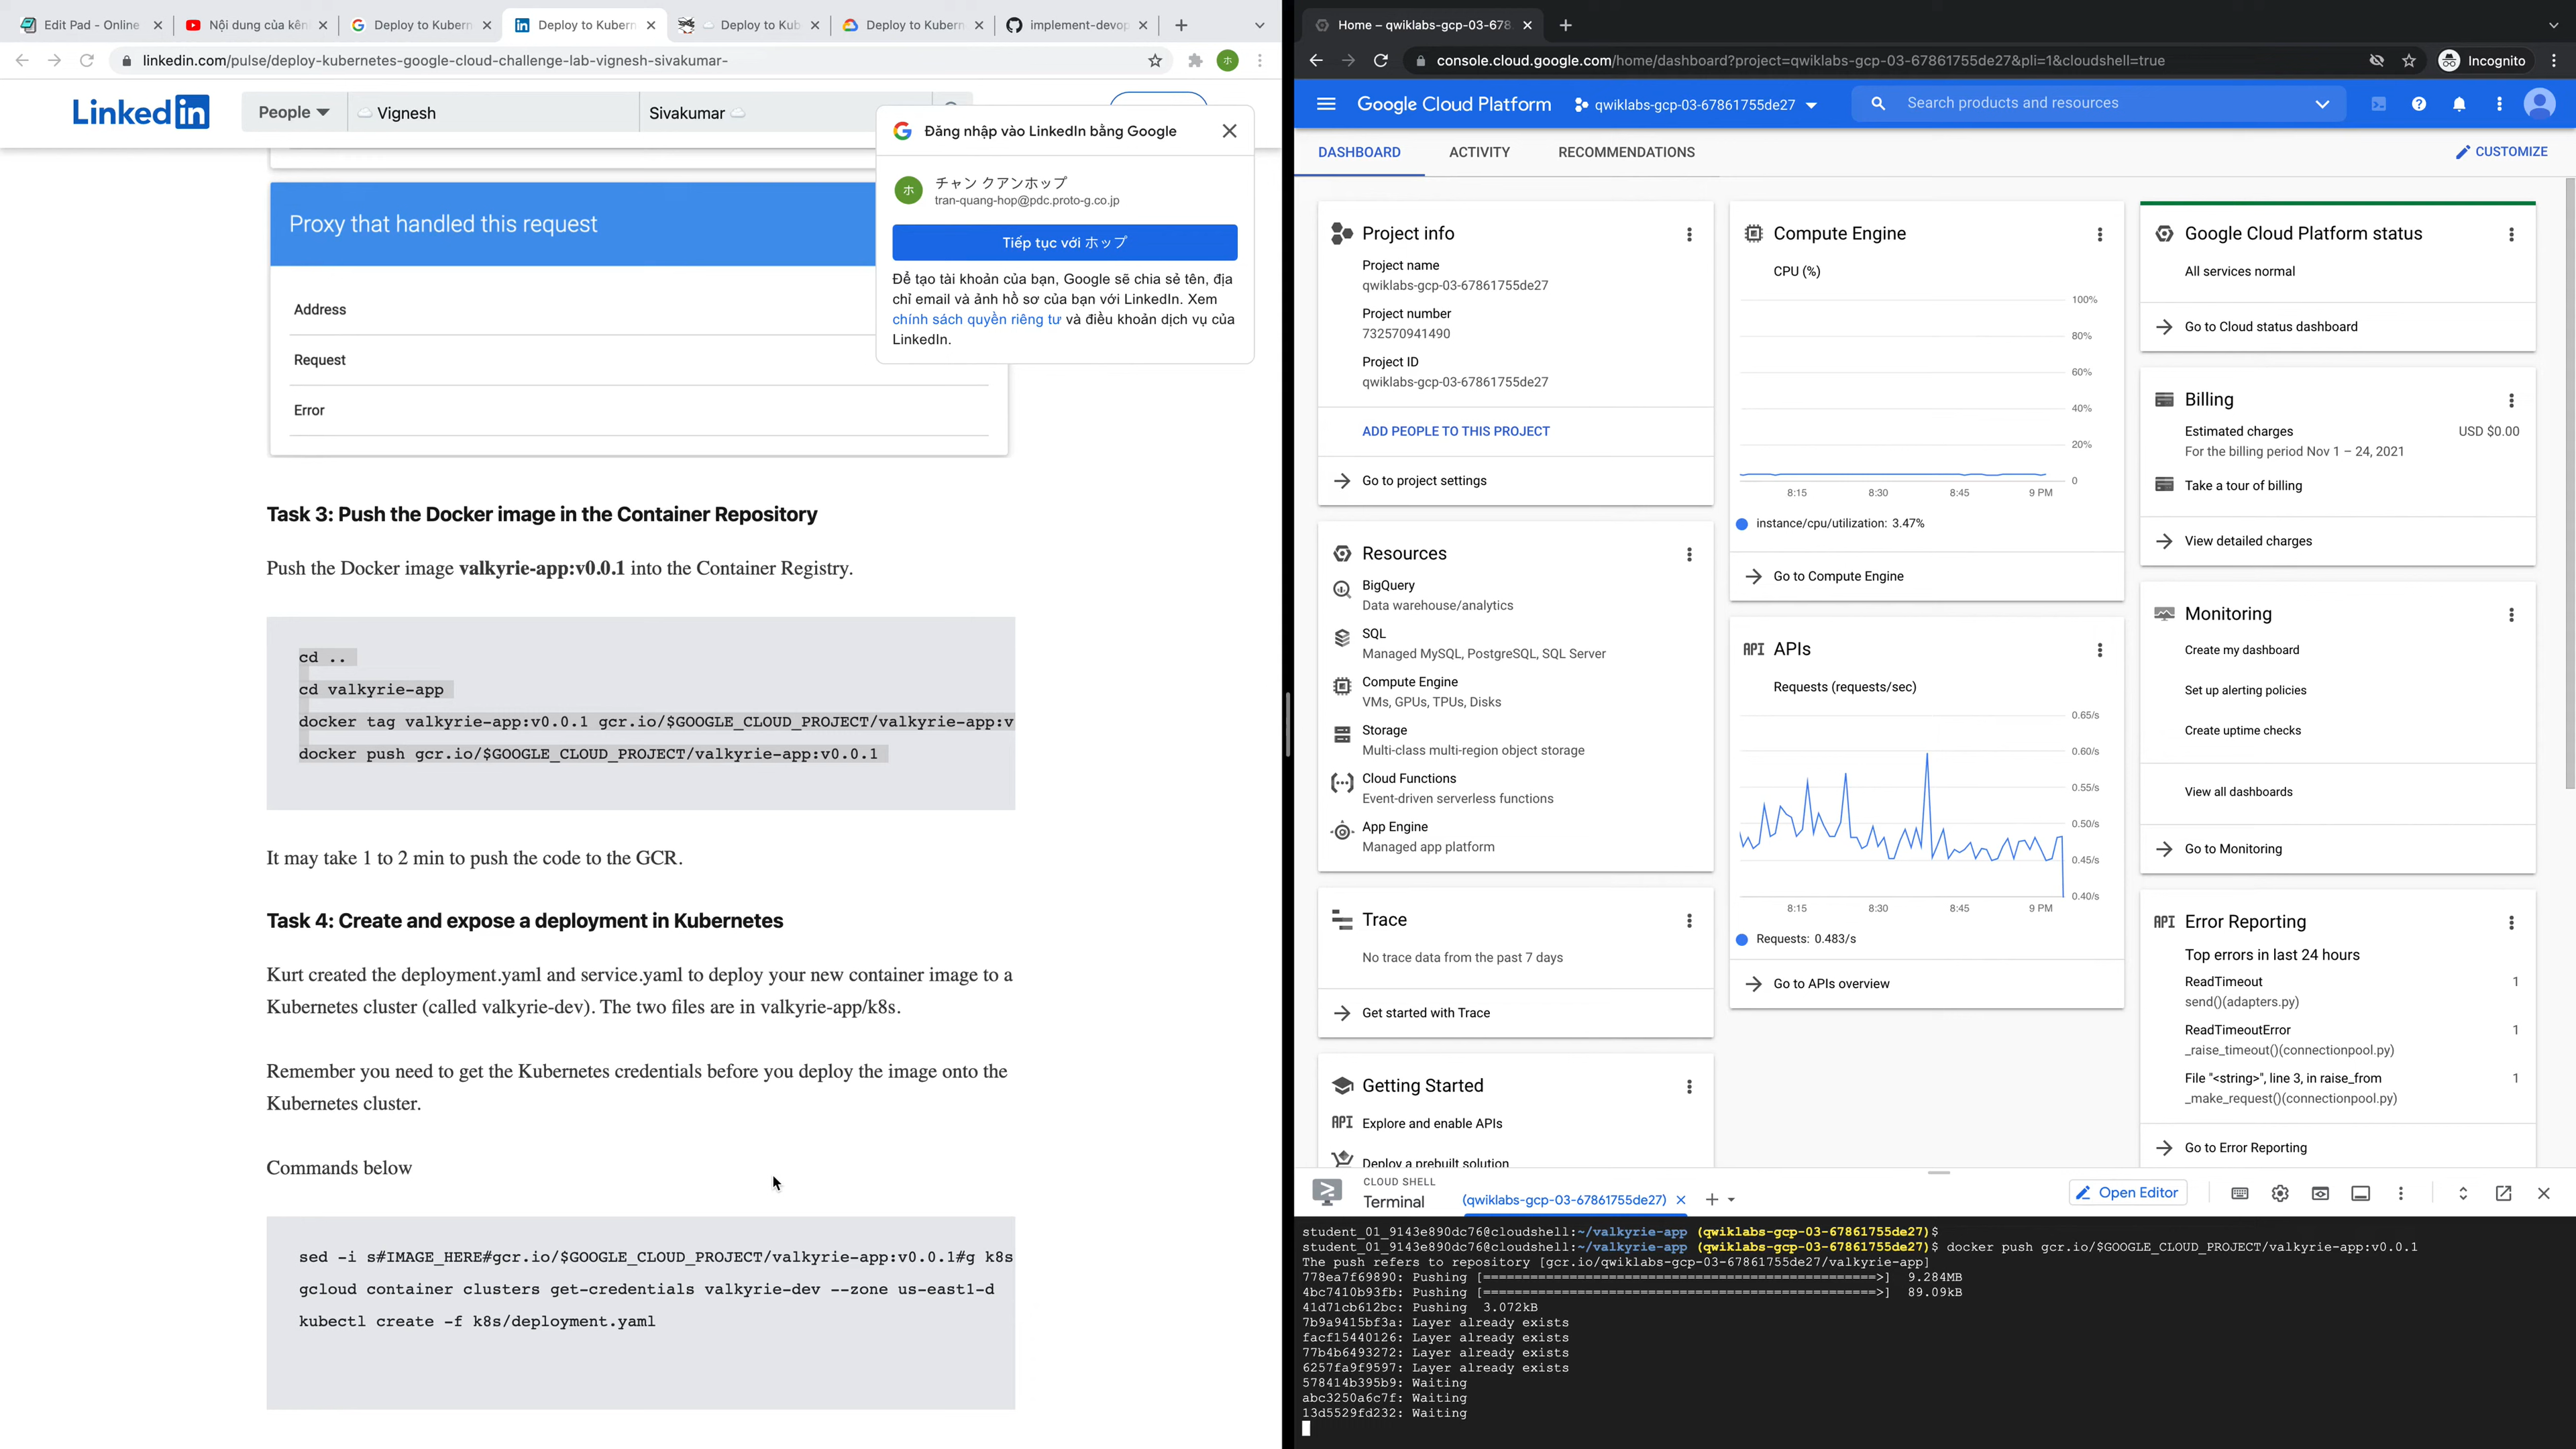 Edit Pad - Online
Nội dung của kên
Deploy to Kubern
Deploy to Kubern
Deploy to Kub
Deploy to Kubern
implement-devop
linkedin.com/pulse/deploy-kubernetes-google-cloud-challenge-lab-vignesh-sivakumar-
ホ
LinkedIn
People
Vignesh
Sivakumar
Đăng nhập vào LinkedIn bằng Google
ホ
チャン クアンホップ
tran-quang-hop@pdc.proto-g.co.jp
Tiếp tục với ホップ
Để tạo tài khoản của bạn, Google sẽ chia sẻ tên, địa
chỉ email và ảnh hồ sơ của bạn với LinkedIn. Xem
chính sách quyền riêng tư và điều khoản dịch vụ của
LinkedIn.
Proxy that handled this request
Address
Request
Error
Task 3: Push the Docker image in the Container Repository
Push the Docker image valkyrie-app:v0.0.1 into the Container Registry.
cd ..
cd valkyrie-app
docker tag valkyrie-app:v0.0.1 gcr.io/$GOOGLE_CLOUD_PROJECT/valkyrie-app:v
docker push gcr.io/$GOOGLE_CLOUD_PROJECT/valkyrie-app:v0.0.1
It may take 1 to 2 min to push the code to the GCR.
Task 4: Create and expose a deployment in Kubernetes
Kurt created the deployment.yaml and service.yaml to deploy your new container image to a
Kubernetes cluster (called valkyrie-dev). The two files are in valkyrie-app/k8s.
Remember you need to get the Kubernetes credentials before you deploy the image onto the
Kubernetes cluster.
Commands below
sed -i s#IMAGE_HERE#gcr.io/$GOOGLE_CLOUD_PROJECT/valkyrie-app:v0.0.1#g k8s
gcloud container clusters get-credentials valkyrie-dev --zone us-east1-d
kubectl create -f k8s/deployment.yaml
Home – qwiklabs-gcp-03-678
console.cloud.google.com/home/dashboard?project=qwiklabs-gcp-03-67861755de27&pli=1&cloudshell=true
Incognito
Google Cloud Platform
qwiklabs-gcp-03-67861755de27
Search products and resources
DASHBOARD
ACTIVITY
RECOMMENDATIONS
CUSTOMIZE
Project info
Project name
qwiklabs-gcp-03-67861755de27
Project number
732570941490
Project ID
qwiklabs-gcp-03-67861755de27
ADD PEOPLE TO THIS PROJECT
Go to project settings
Resources
BigQuery
Data warehouse/analytics
SQL
Managed MySQL, PostgreSQL, SQL Server
Compute Engine
VMs, GPUs, TPUs, Disks
Storage
Multi-class multi-region object storage
Cloud Functions
Event-driven serverless functions
App Engine
Managed app platform
Trace
No trace data from the past 7 days
Get started with Trace
Getting Started
API Explore and enable APIs
Deploy a prebuilt solution
Compute Engine
CPU (%)
100%
80%
60%
40%
20%
0
8:15 8:30 8:45 9 PM
instance/cpu/utilization: 3.47%
Go to Compute Engine
API APIs
Requests (requests/sec)
0.65/s
0.60/s
0.55/s
0.50/s
0.45/s
0.40/s
8:15 8:30 8:45 9 PM
Requests: 0.483/s
Go to APIs overview
Google Cloud Platform status
All services normal
Go to Cloud status dashboard
Billing
Estimated charges USD $0.00
For the billing period Nov 1 – 24, 2021
Take a tour of billing
View detailed charges
Monitoring
Create my dashboard
Set up alerting policies
Create uptime checks
View all dashboards
Go to Monitoring
API Error Reporting
Top errors in last 24 hours
ReadTimeout 1
send()(adapters.py)
ReadTimeoutError 1
_raise_timeout()(connectionpool.py)
File "<string>", line 3, in raise_from 1
_make_request()(connectionpool.py)
Go to Error Reporting
CLOUD SHELL
Terminal
(qwiklabs-gcp-03-67861755de27)
Open Editor
student_01_9143e890dc76@cloudshell:~/valkyrie-app (qwiklabs-gcp-03-67861755de27)$
student_01_9143e890dc76@cloudshell:~/valkyrie-app (qwiklabs-gcp-03-67861755de27)$ docker push gcr.io/$GOOGLE_CLOUD_PROJECT/valkyrie-app:v0.0.1
The push refers to repository [gcr.io/qwiklabs-gcp-03-67861755de27/valkyrie-app]
778ea7f69890: Pushing [==================================================>] 9.284MB
4bc7410b93fb: Pushing [==================================================>] 89.09kB
41d71cb612bc: Pushing 3.072kB
7b9a9415bf3a: Layer already exists
facf15440126: Layer already exists
77b4b6493272: Layer already exists
6257fa9f9597: Layer already exists
578414b395b9: Waiting
abc3250a6c7f: Waiting
13d5529fd232: Waiting